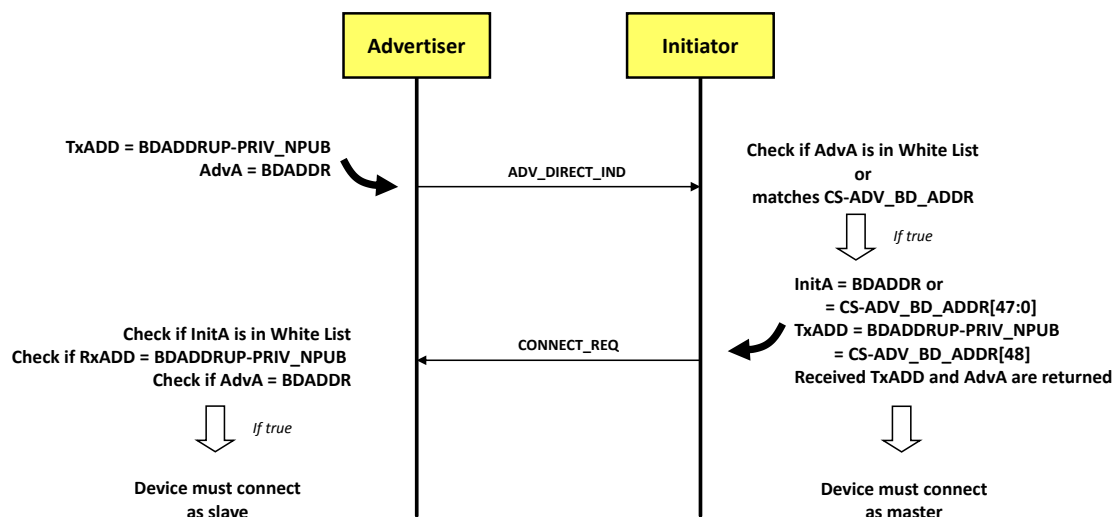 Advertiser
Initiator
TxADD = BDADDRUP-PRIV_NPUB
AdvA = BDADDR
ADV_DIRECT_IND
Check if AdvA is in White List
or
matches CS-ADV_BD_ADDR
If true
InitA = BDADDR or
= CS-ADV_BD_ADDR[47:0]
TxADD = BDADDRUP-PRIV_NPUB
= CS-ADV_BD_ADDR[48]
Received TxADD and AdvA are returned
CONNECT_REQ
Check if InitA is in White List
Check if RxADD = BDADDRUP-PRIV_NPUB
Check if AdvA = BDADDR
If true
Device must connect
as slave
Device must connect
as master